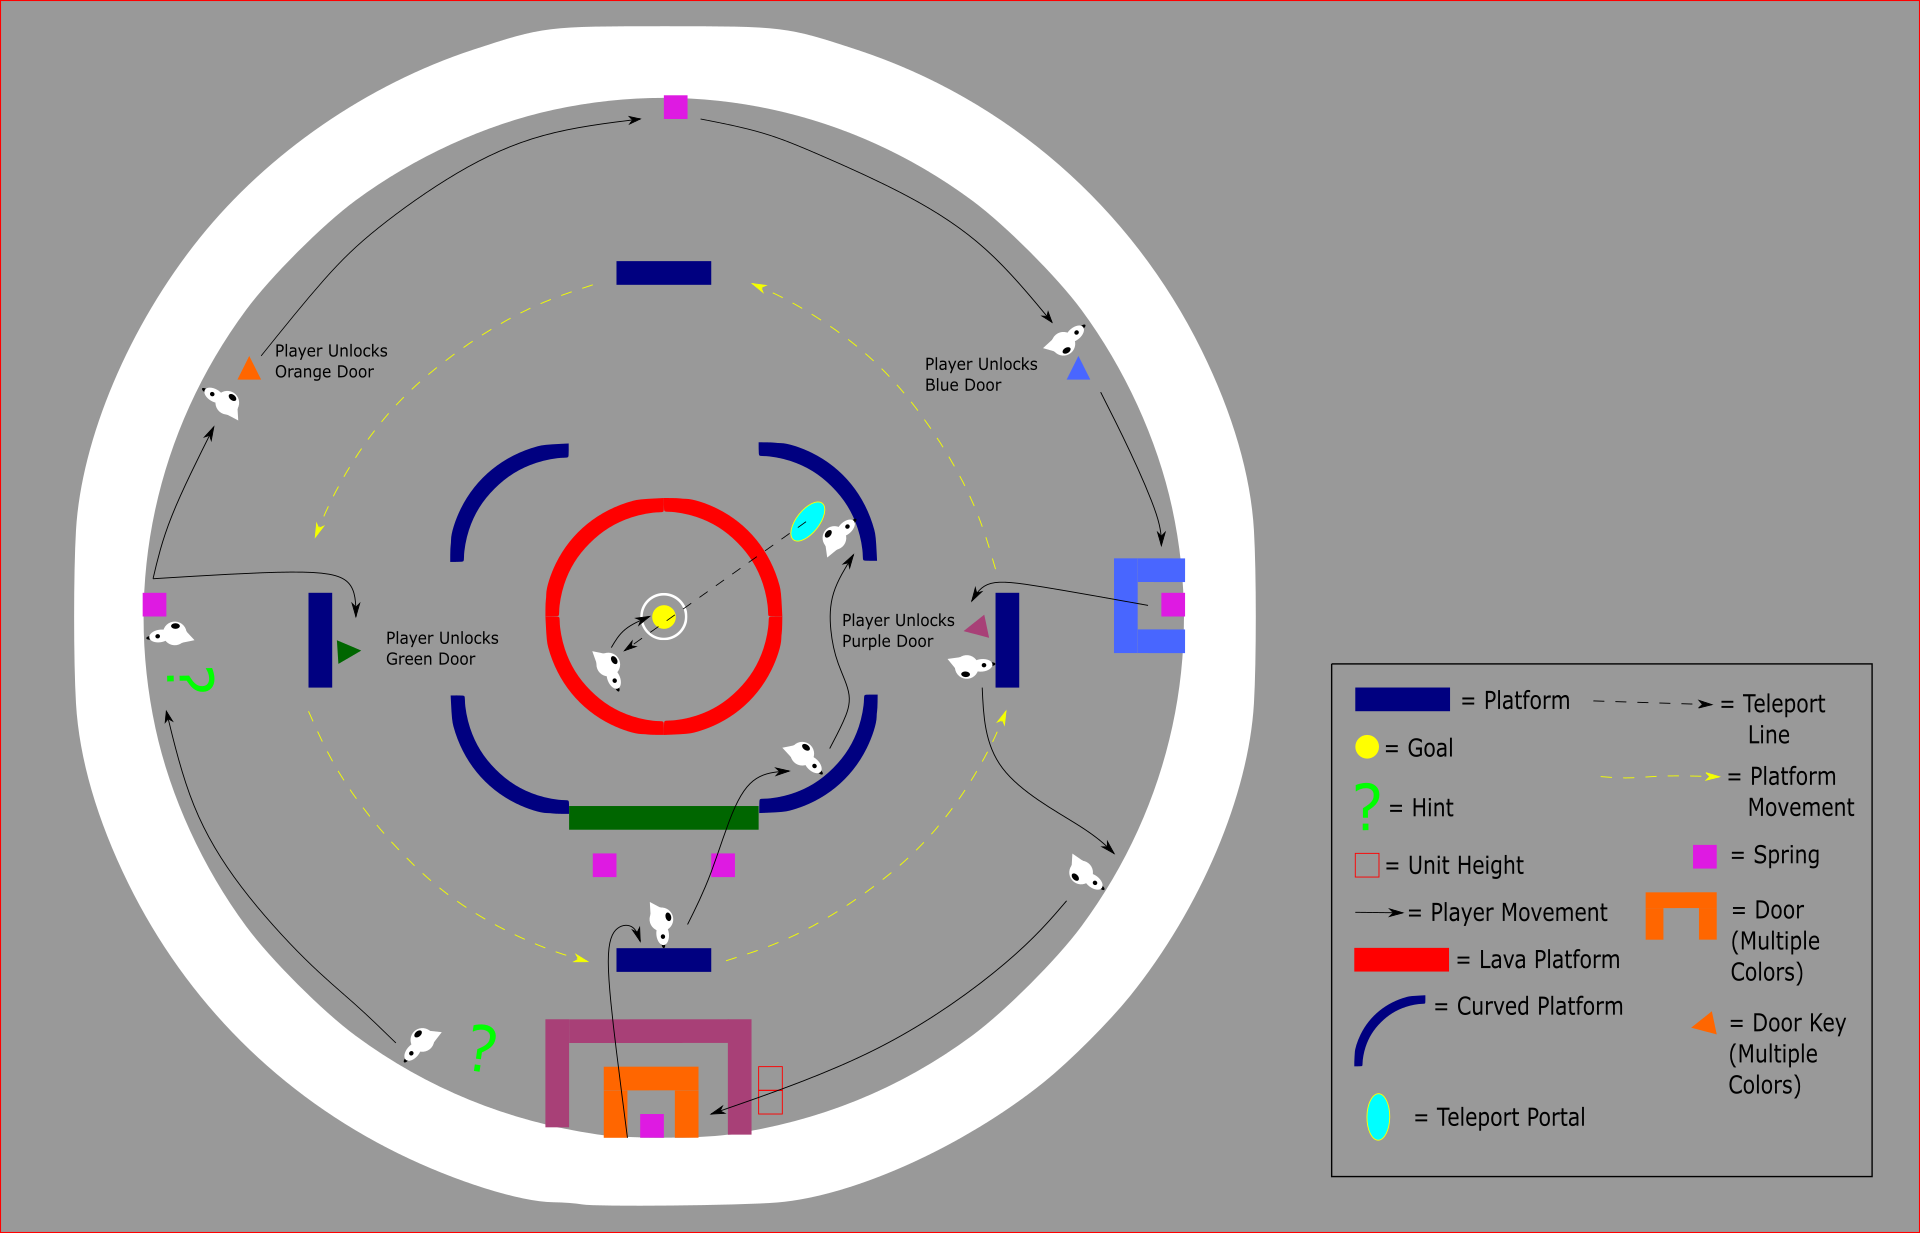 Player Unlocks
Orange Door
Player Unlocks
Blue Door
Player Unlocks
Green Door
Player Unlocks
Purple Door
?
?
= Platform
= Goal
? = Hint
= Unit Height
= Player Movement
= Lava Platform
= Curved Platform
= Teleport Portal
= Teleport
Line
= Platform
Movement
= Spring
= Door
(Multiple
Colors)
= Door Key
(Multiple
Colors)